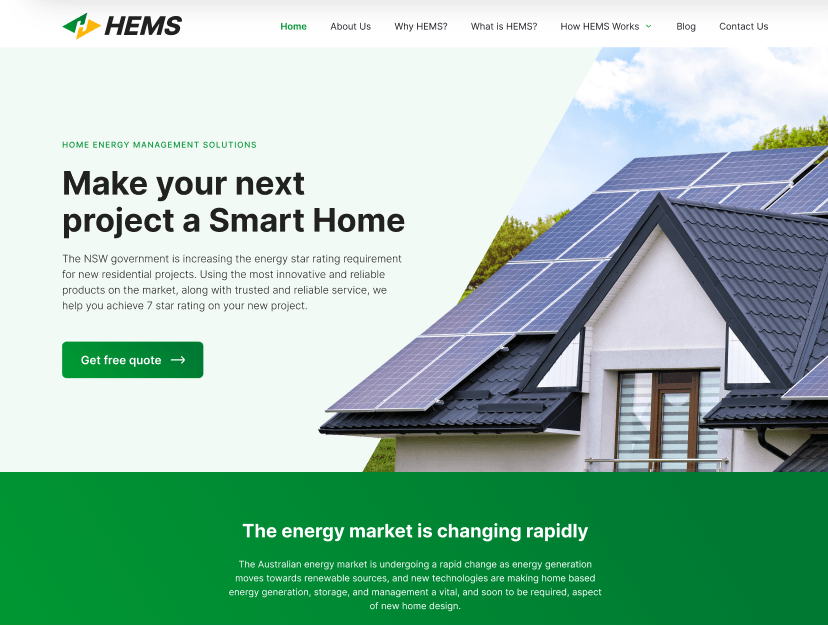 HEMS
Home
About Us
Why HEMS?
What is HEMS?
How HEMS Works
Blog
Contact Us
HOME ENERGY MANAGEMENT SOLUTIONS
Make your next
project a Smart Home
The NSW government is increasing the energy star rating requirement
for new residential projects. Using the most innovative and reliable
products on the market, along with trusted and reliable service, we
help you achieve 7 star rating on your new project.
Get free quote
The energy market is changing rapidly
The Australian energy market is undergoing a rapid change as energy generation
moves towards renewable sources, and new technologies are making home based
energy generation, storage, and management a vital, and soon to be required, aspect
of new home design.